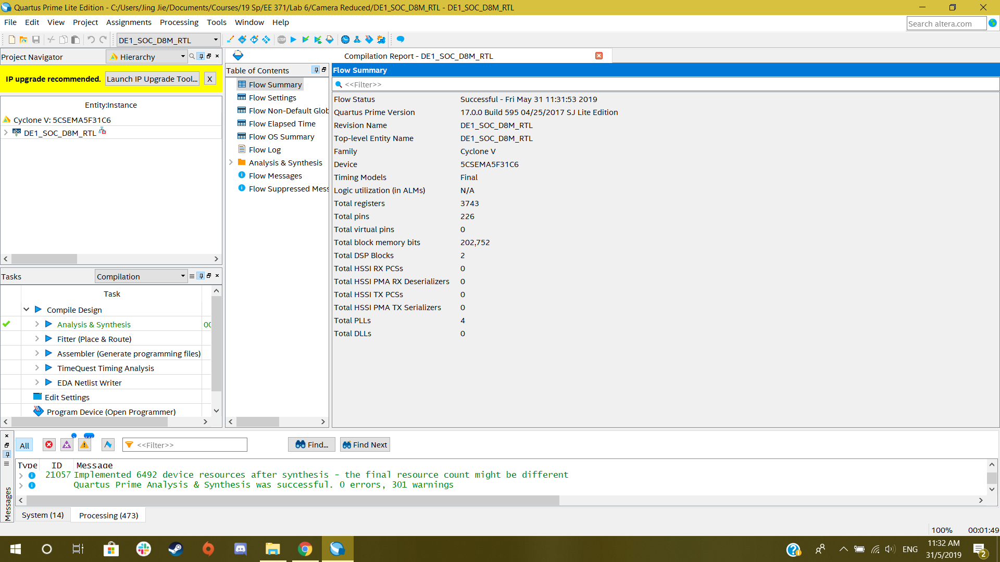 Quartus Prime Lite Edition - C:/Users/Jing Jie/Documents/Courses/19 Sp/EE 371/Lab 6/Camera Reduced/DE1_SOC_D8M_RTL - DE1_SOC_D8M_RTL
File Edit View Project Assignments Processing Tools Window Help
Search altera.com
DE1_SOC_D8M_RTL
STOP
Project Navigator
Hierarchy
IP upgrade recommended. Launch IP Upgrade Tool... X
Entity:Instance
Cyclone V: 5CSEMA5F31C6
abc DE1_SOC_D8M_RTL
Tasks
Compilation
Task
Compile Design
Analysis & Synthesis 00
Fitter (Place & Route)
Assembler (Generate programming files)
TimeQuest Timing Analysis
EDA Netlist Writer
Edit Settings
Program Device (Open Programmer)
Compilation Report - DE1_SOC_D8M_RTL
Table of Contents
Flow Summary
Flow Settings
Flow Non-Default Glob
Flow Elapsed Time
Flow OS Summary
Flow Log
Analysis & Synthesis
Flow Messages
Flow Suppressed Mess
Flow Summary
<<Filter>>
Flow Status Successful - Fri May 31 11:31:53 2019
Quartus Prime Version 17.0.0 Build 595 04/25/2017 SJ Lite Edition
Revision Name DE1_SOC_D8M_RTL
Top-level Entity Name DE1_SOC_D8M_RTL
Family Cyclone V
Device 5CSEMA5F31C6
Timing Models Final
Logic utilization (in ALMs) N/A
Total registers 3743
Total pins 226
Total virtual pins 0
Total block memory bits 202,752
Total DSP Blocks 2
Total HSSI RX PCSs 0
Total HSSI PMA RX Deserializers 0
Total HSSI TX PCSs 0
Total HSSI PMA TX Serializers 0
Total PLLs 4
Total DLLs 0
Messages
All
<<Filter>>
Find...
Find Next
Type ID Message
21057 Implemented 6492 device resources after synthesis - the final resource count might be different
Quartus Prime Analysis & Synthesis was successful. 0 errors, 301 warnings
System (14) Processing (473)
100% 00:01:49
ENG
11:32 AM
31/5/2019
2